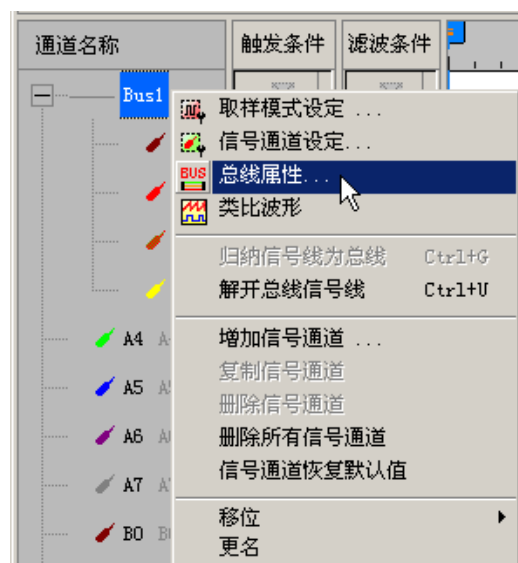 通道名称 触发条件 滤波条件
Bus1
取样模式设定 ...
信号通道设定...
BUS 总线属性...
类比波形
归纳信号线为总线 Ctrl+G
解开总线信号线 Ctrl+U
增加信号通道 ...
A4
复制信号通道
A5
删除信号通道
A6 删除所有信号通道
信号通道恢复默认值
A7
移位
B0
更名